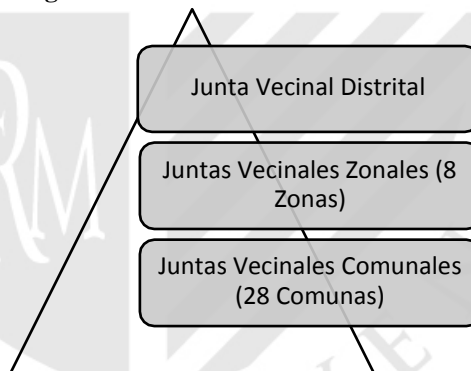 Junta Vecinal Distrital
Juntas Vecinales Zonales (8
Zonas)
Juntas Vecinales Comunales
(28 Comunas)